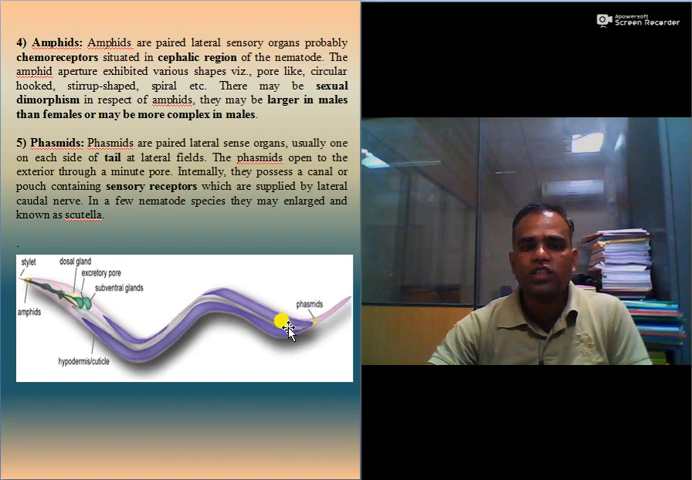 4) Amphids: Amphids are paired lateral sensory organs probably
chemoreceptors situated in cephalic region of the nematode. The
amphid aperture exhibited various shapes viz., pore like, circular
hooked, stirrup-shaped, spiral etc. There may be sexual
dimorphism in respect of amphids, they may be larger in males
than females or may be more complex in males.
5) Phasmids: Phasmids are paired lateral sense organs, usually one
on each side of tail at lateral fields. The phasmids open to the
exterior through a minute pore. Internally, they possess a canal or
pouch containing sensory receptors which are supplied by lateral
caudal nerve. In a few nematode species they may enlarged and
known as scutella.
.
stylet
dosal gland
excretory pore
subventral glands
amphids
phasmids
hypodermis/cuticle
Apowersoft
Screen Recorder